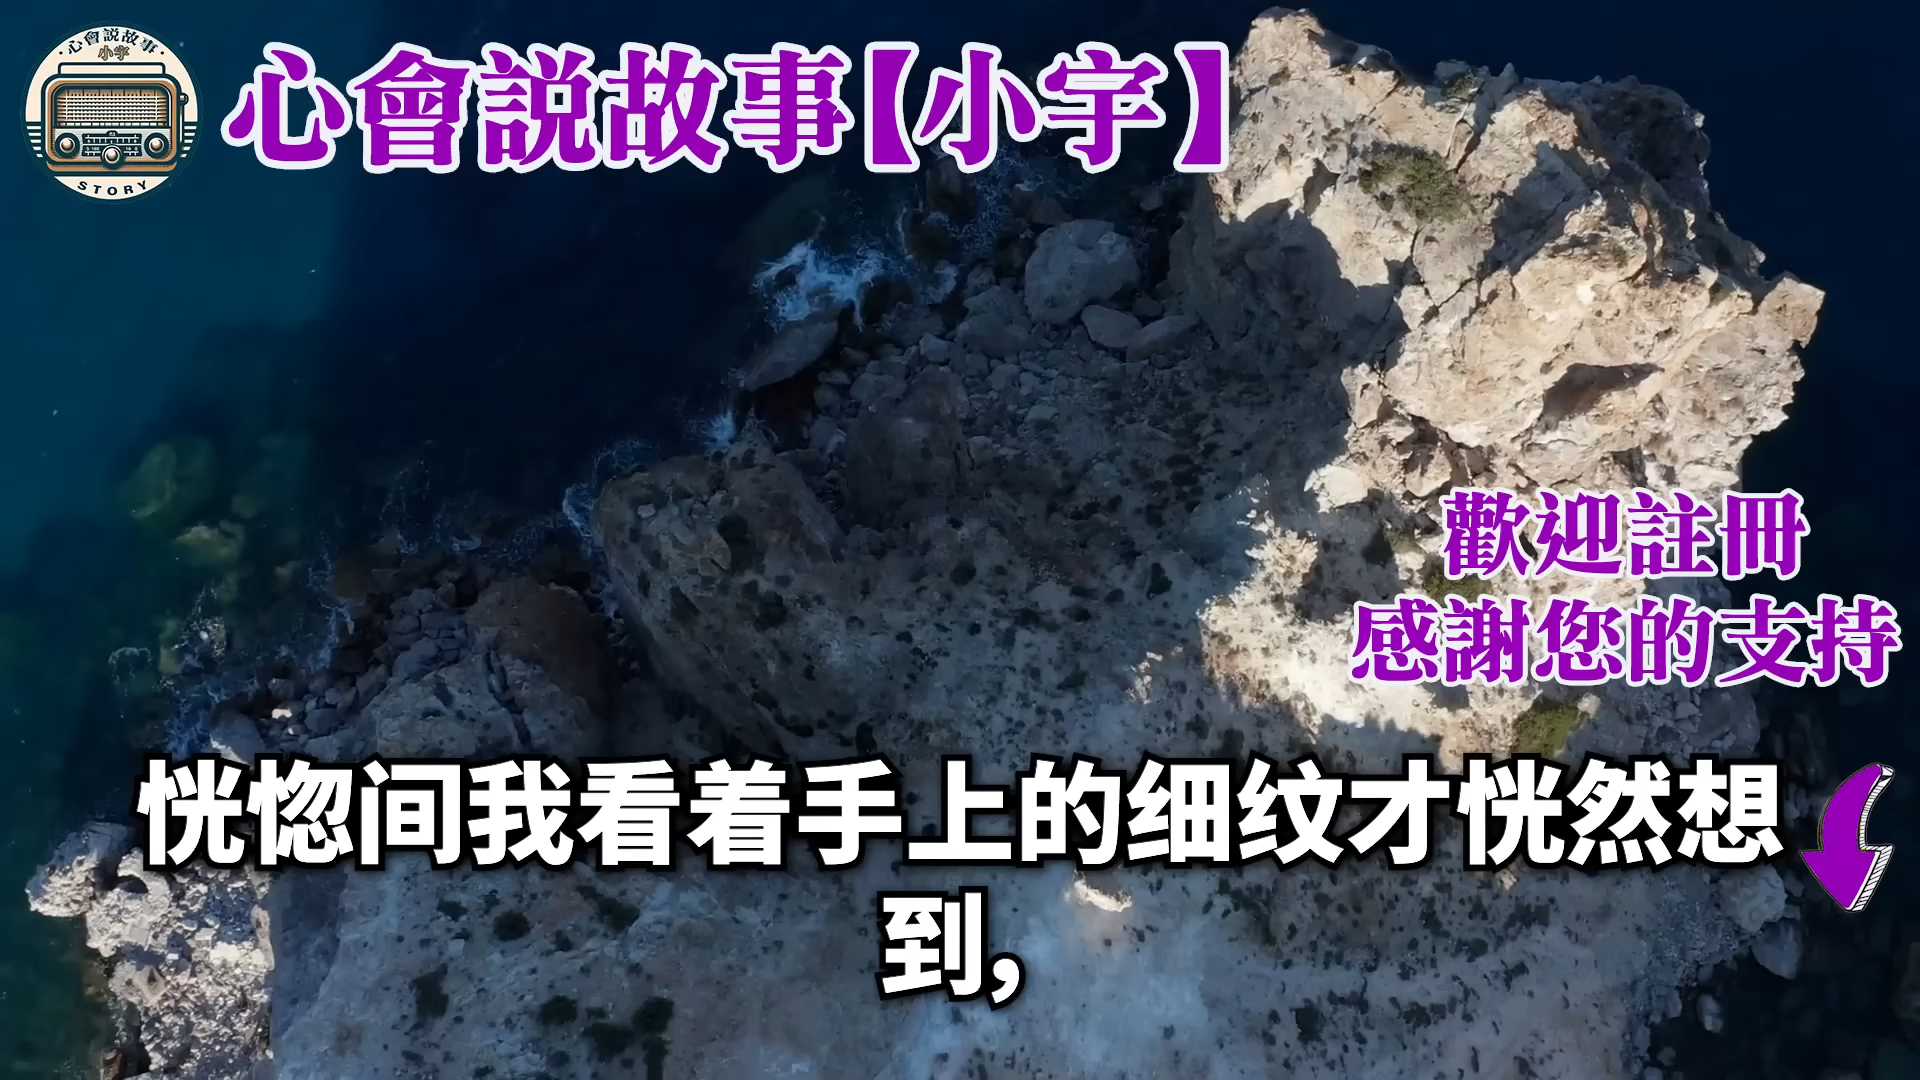 ·心會説故事·
小宇
STORY
心會説故事【小宇】
歡迎註冊
感謝您的支持
恍惚间我看着手上的细纹才恍然想
到,